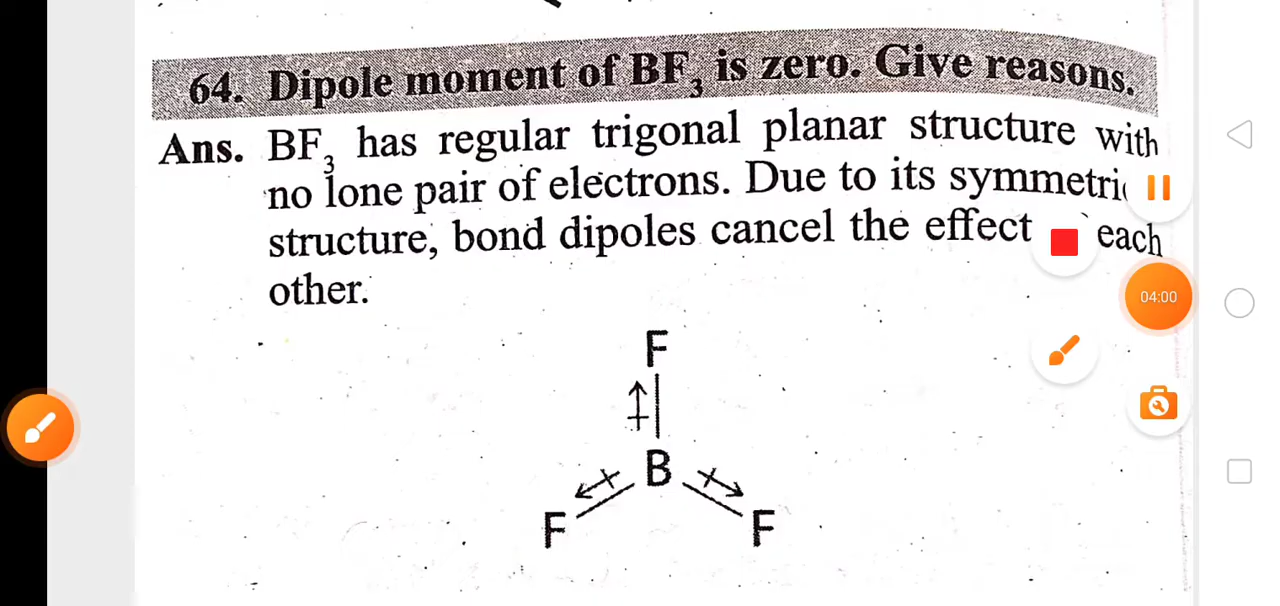 64. Dipole moment of BF₃ is zero. Give reasons.
Ans. BF₃ has regular trigonal planar structure with
no lone pair of electrons. Due to its
structure, bond dipoles cancel the effect each
other.
04:00
F
B
F F